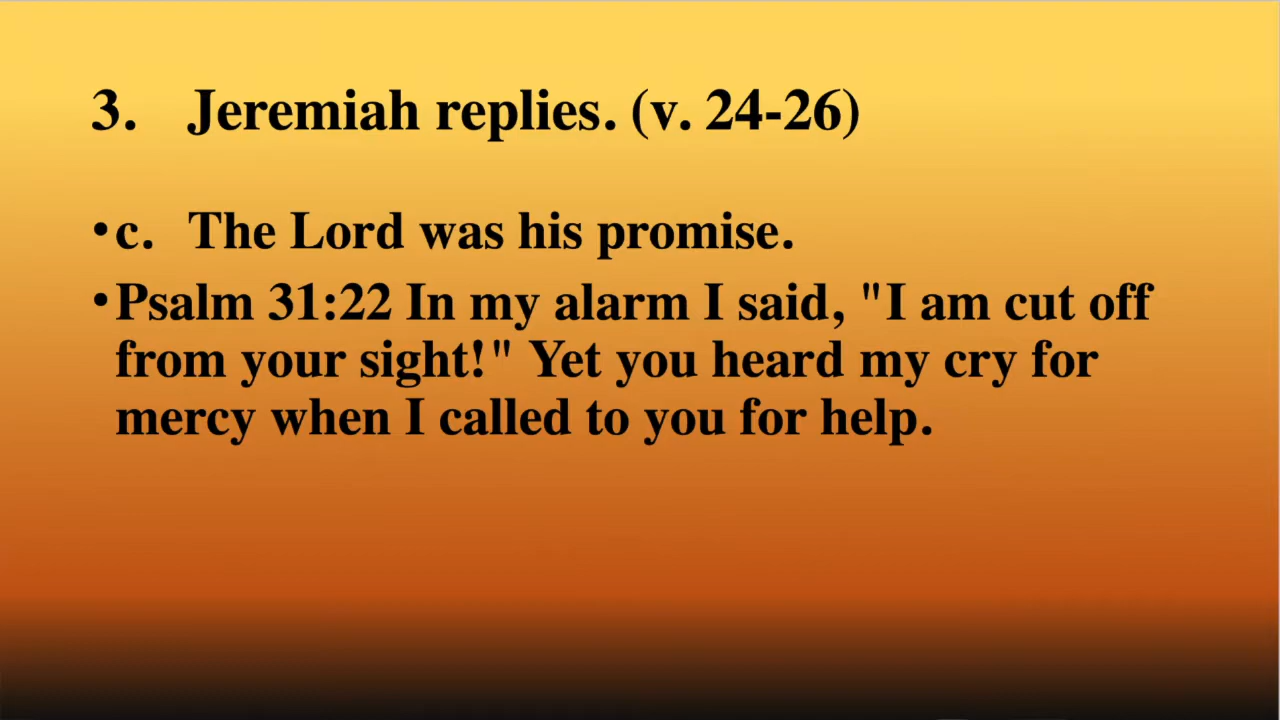 3. Jeremiah replies. (v. 24-26)
•c. The Lord was his promise.
•Psalm 31:22 In my alarm I said, "I am cut off
from your sight!" Yet you heard my cry for
mercy when I called to you for help.